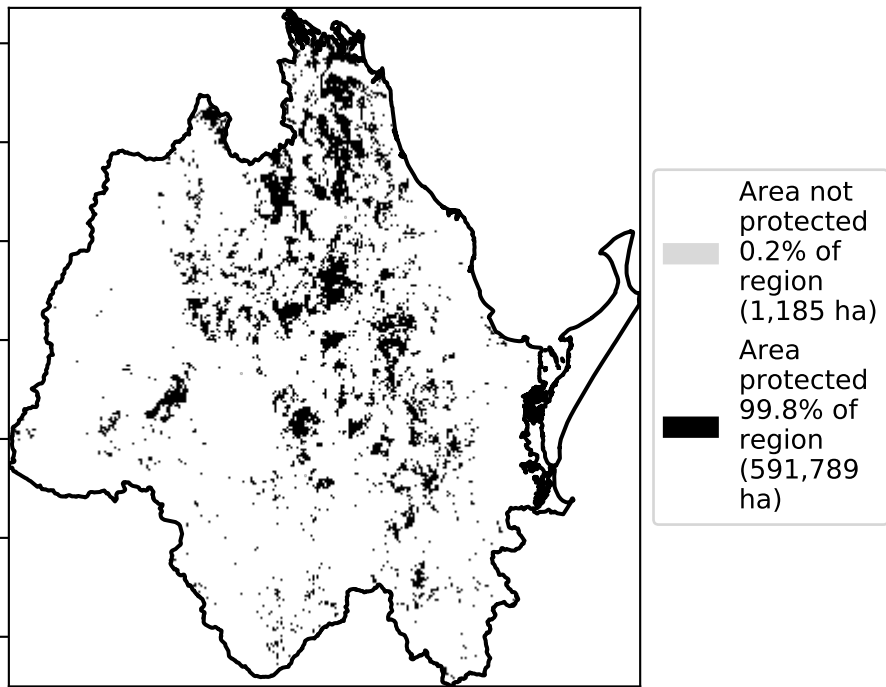 Area not
protected
0.2% of
region
(1,185 ha)
Area
protected
99.8% of
region
(591,789
ha)